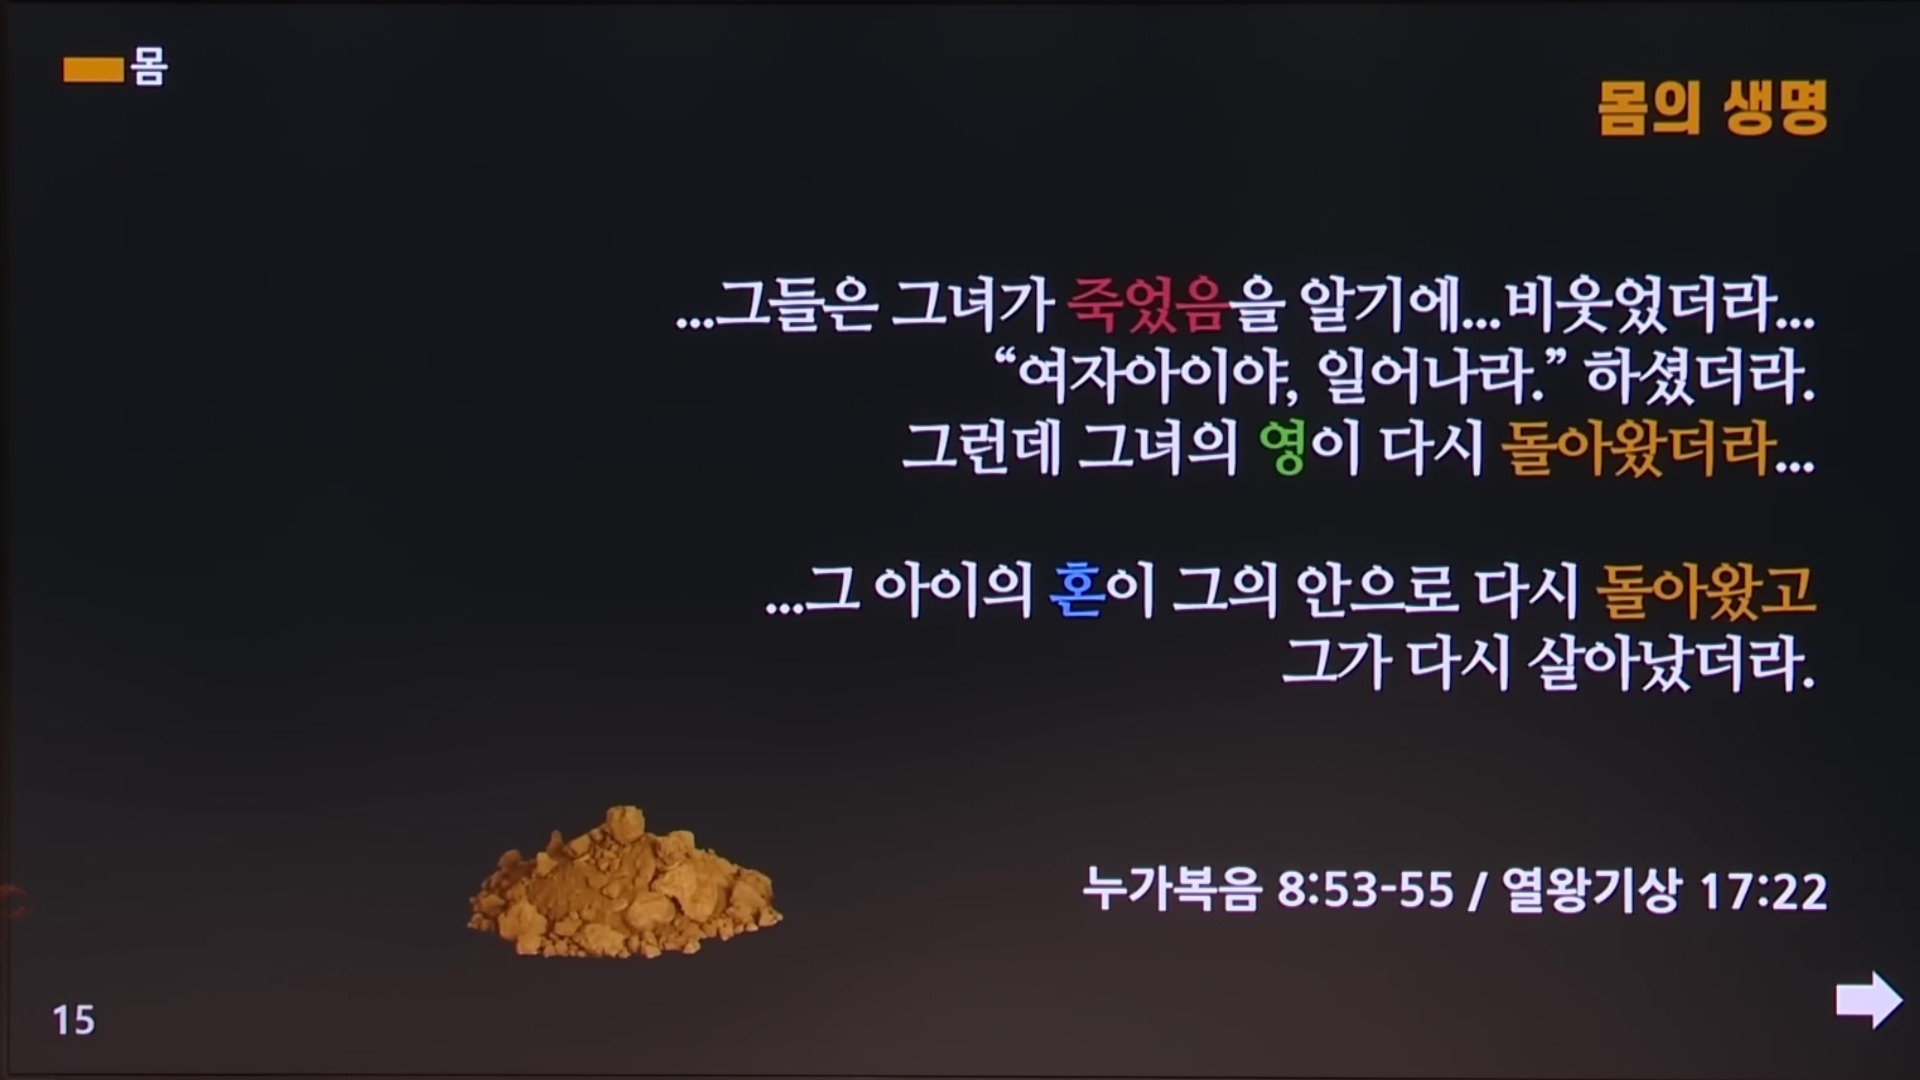 몸
몸의 생명
...그들은 그녀가 죽었음을 알기에...비웃었더라...
“여자아이야, 일어나라.” 하셨더라.
그런데 그녀의 영이 다시 돌아왔더라...
...그 아이의 혼이 그의 안으로 다시 돌아왔고
그가 다시 살아났더라.
누가복음 8:53-55 / 열왕기상 17:22
15